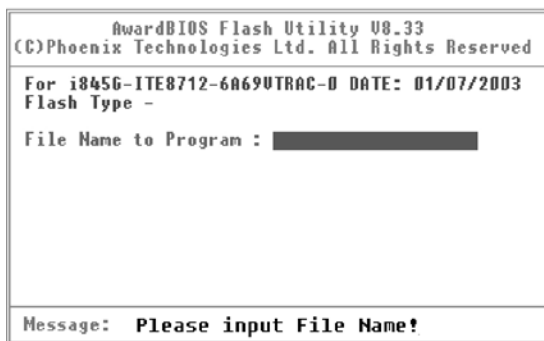 AwardBIOS Flash Utility V8.33
(C)Phoenix Technologies Ltd. All Rights Reserved
For i845G-ITE8712-6A69VTRAC-0 DATE: 01/07/2003
Flash Type -
File Name to Program :
Message: Please input File Name!